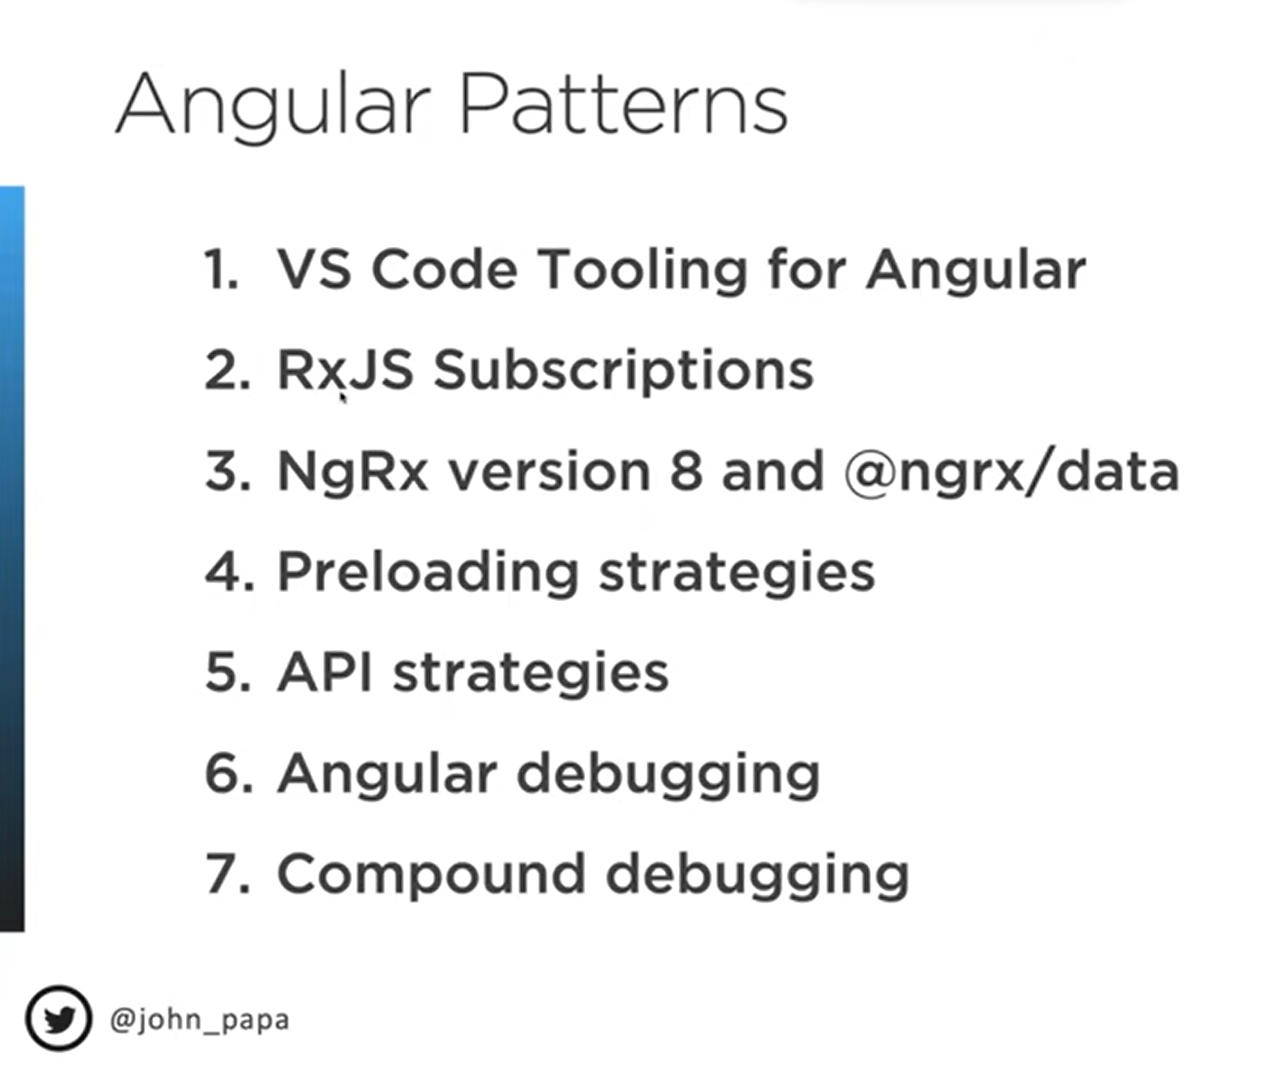 Angular Patterns
1. VS Code Tooling for Angular
2. RxJS Subscriptions
3. NgRx version 8 and @ngrx/data
4. Preloading strategies
5. API strategies
6. Angular debugging
7. Compound debugging
@john_papa